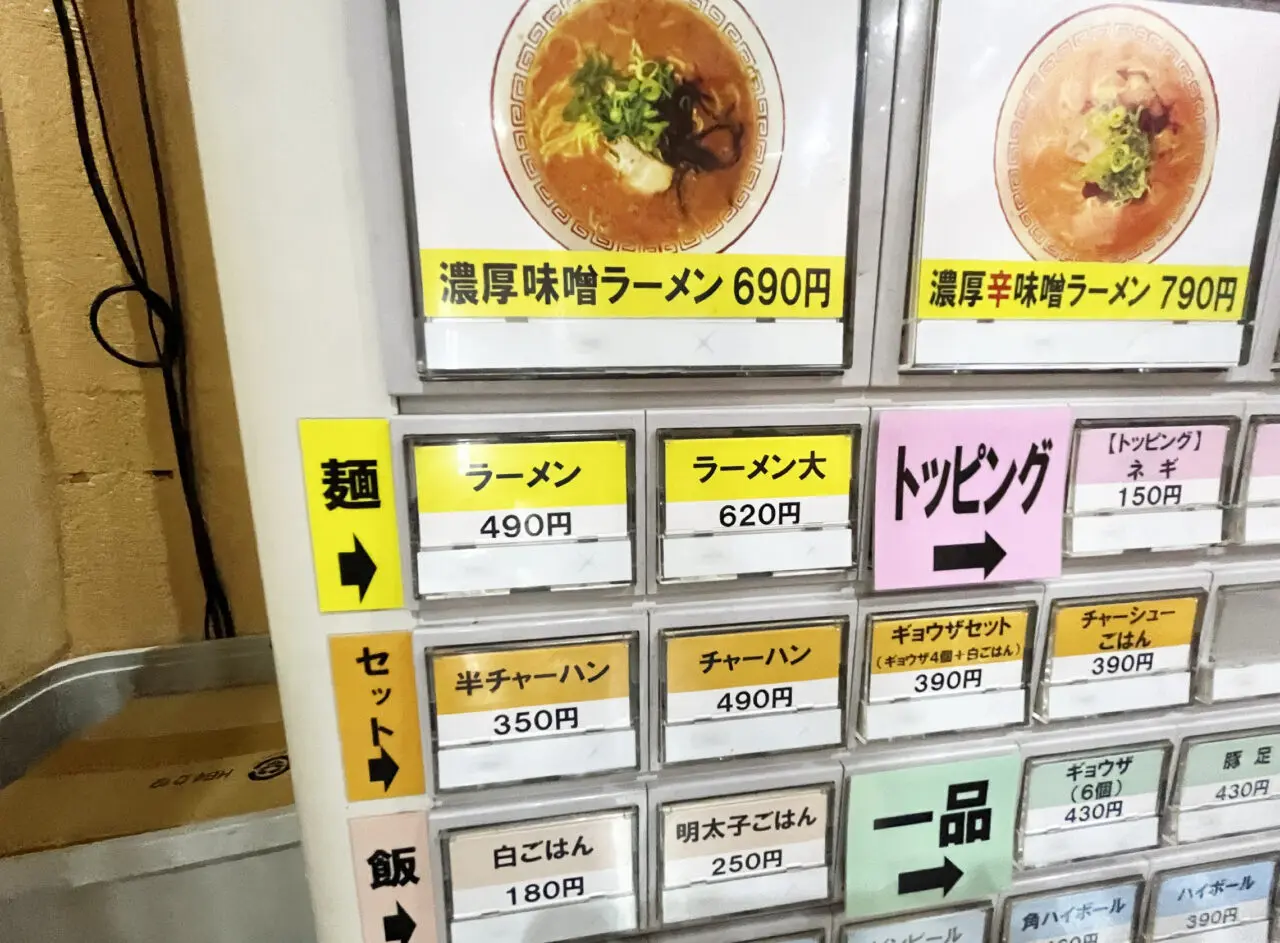 濃厚味噌ラーメン 690円
濃厚辛味噌ラーメン 790円
麺
ラーメン
490円
ラーメン大
620円
トッピング
【トッピング】
ネギ
150円
セット
半チャーハン
350円
チャーハン
490円
ギョウザセット
(ギョウザ4個+白ごはん)
390円
チャーシュー
ごはん
390円
飯
白ごはん
180円
明太子ごはん
250円
一品
ギョウザ
(6個)
430円
豚足
430円
角ハイボール
ハイボール
390円